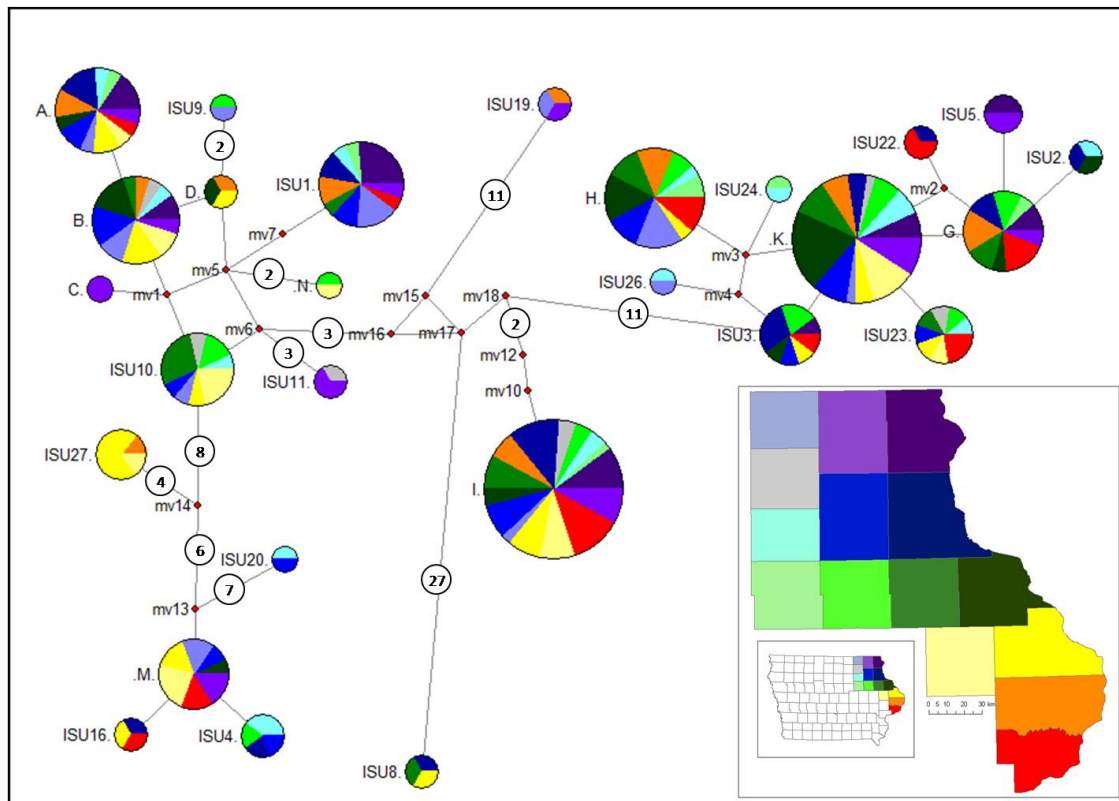 A.
ISU9.
2
D.
B.
ISU1.
mv7
mv5
2
.N.
C.
mv1
mv6
3
3
ISU10.
ISU11.
ISU19.
11
mv15
mv16
mv17
mv18
2
mv12
mv10
I.
27
ISU8.
11
H.
ISU24.
mv3
ISU26.
mv4
ISU3.
.K.
ISU22.
mv2
ISU5.
ISU2.
G.
ISU23.
8
ISU27.
4
mv14
6
ISU20.
7
mv13
.M.
ISU16.
ISU4.
0 5 10 20 30 km